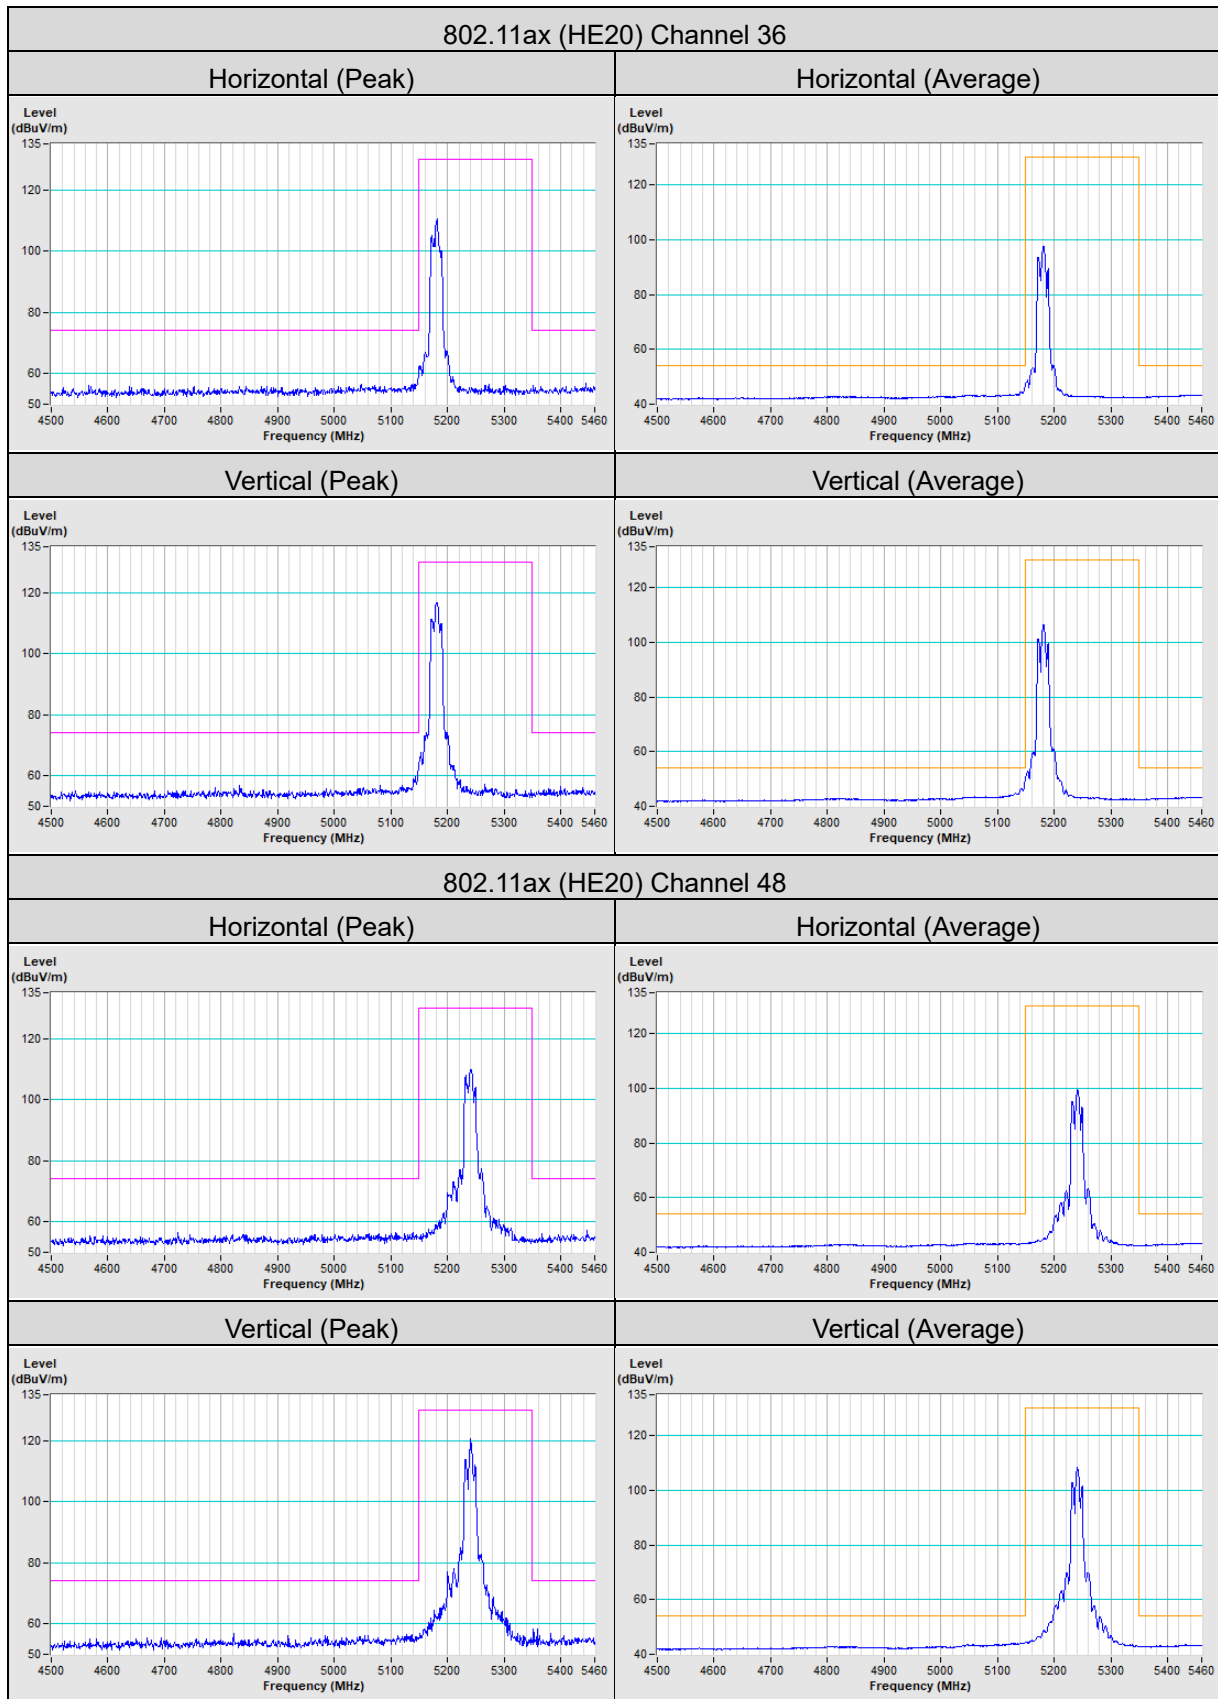 802.11ax (HE20) Channel 36
Horizontal (Peak) Horizontal (Average)
Level
(dBuV/m)
135
120
100
80
60
50
4500 4600 4700 4800 4900 5000 5100 5200 5300 5400 5460
Frequency (MHz)
Level
(dBuV/m)
135
120
100
80
60
40
4500 4600 4700 4800 4900 5000 5100 5200 5300 5400 5460
Frequency (MHz)
Vertical (Peak) Vertical (Average)
Level
(dBuV/m)
135
120
100
80
60
50
4500 4600 4700 4800 4900 5000 5100 5200 5300 5400 5460
Frequency (MHz)
Level
(dBuV/m)
135
120
100
80
60
40
4500 4600 4700 4800 4900 5000 5100 5200 5300 5400 5460
Frequency (MHz)
802.11ax (HE20) Channel 48
Horizontal (Peak) Horizontal (Average)
Level
(dBuV/m)
135
120
100
80
60
50
4500 4600 4700 4800 4900 5000 5100 5200 5300 5400 5460
Frequency (MHz)
Level
(dBuV/m)
135
120
100
80
60
40
4500 4600 4700 4800 4900 5000 5100 5200 5300 5400 5460
Frequency (MHz)
Vertical (Peak) Vertical (Average)
Level
(dBuV/m)
135
120
100
80
60
50
4500 4600 4700 4800 4900 5000 5100 5200 5300 5400 5460
Frequency (MHz)
Level
(dBuV/m)
135
120
100
80
60
40
4500 4600 4700 4800 4900 5000 5100 5200 5300 5400 5460
Frequency (MHz)